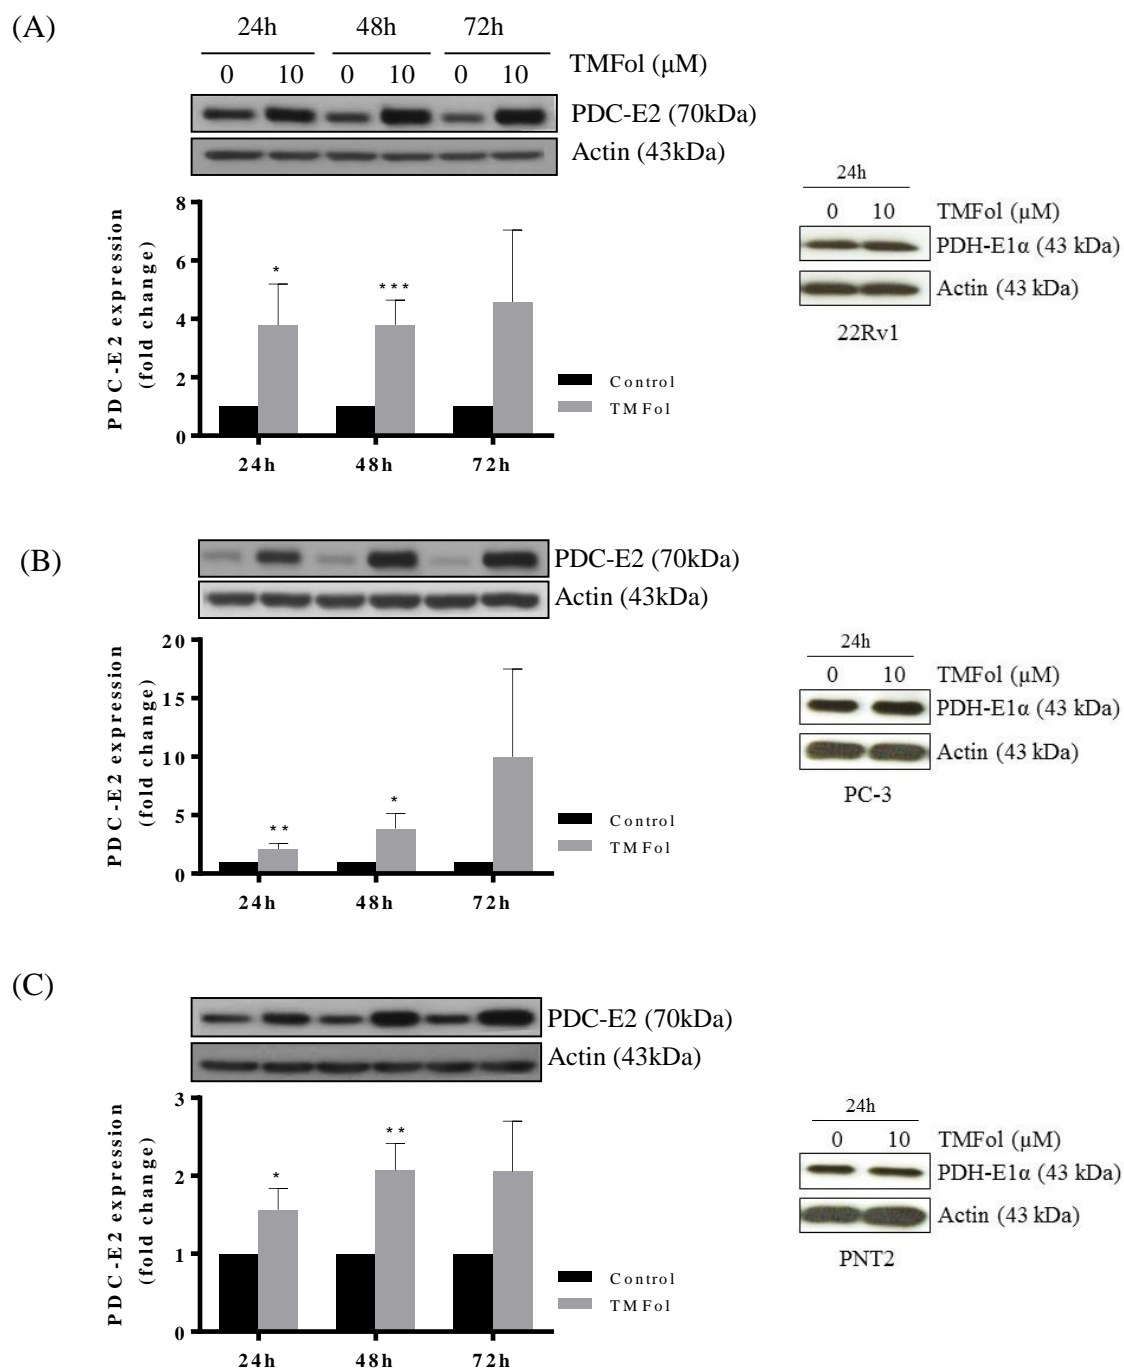 (A)
24h 48h 72h
0 10 0 10 0 10 TMFol (μM)
PDC-E2 (70kDa)
Actin (43kDa)
PDC-E2 expression
(fold change)
8
6
4
2
0
*
***
24h 48h 72h
Control
TMFol
24h
0 10 TMFol (μM)
PDH-E1α (43 kDa)
Actin (43 kDa)
22Rv1
(B)
PDC-E2 (70kDa)
Actin (43kDa)
PDC-E2 expression
(fold change)
20
15
10
5
0
**
*
24h 48h 72h
Control
TMFol
24h
0 10 TMFol (μM)
PDH-E1α (43 kDa)
Actin (43 kDa)
PC-3
(C)
PDC-E2 (70kDa)
Actin (43kDa)
PDC-E2 expression
(fold change)
3
2
1
0
*
**
24h 48h 72h
Control
TMFol
24h
0 10 TMFol (μM)
PDH-E1α (43 kDa)
Actin (43 kDa)
PNT2